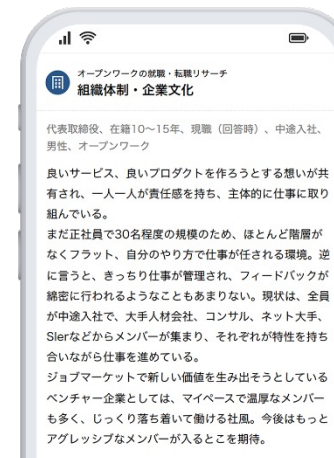 オープンワークの就職・転職リサーチ
組織体制・企業文化
代表取締役、在籍10～15年、現職（回答時）、中途入社、
男性、オープンワーク
良いサービス、良いプロダクトを作ろうとする想いが共
有され、一人一人が責任感を持ち、主体的に仕事に取り
組んでいる。
まだ正社員で30名程度の規模のため、ほとんど階層が
なくフラット、自分のやり方で仕事が任される環境。逆
に言うと、きっちり仕事が管理され、フィードバックが
綿密に行われるようなこともあまりない。現状は、全員
が中途入社で、大手人材会社、コンサル、ネット大手、
SIerなどからメンバーが集まり、それぞれが特性を持ち
合いながら仕事を進めている。
ジョブマーケットで新しい価値を生み出そうとしている
ベンチャー企業としては、マイペースで温厚なメンバー
も多く、じっくり落ち着いて働ける社風。今後はもっと
アグレッシブなメンバーが入るとこを期待。